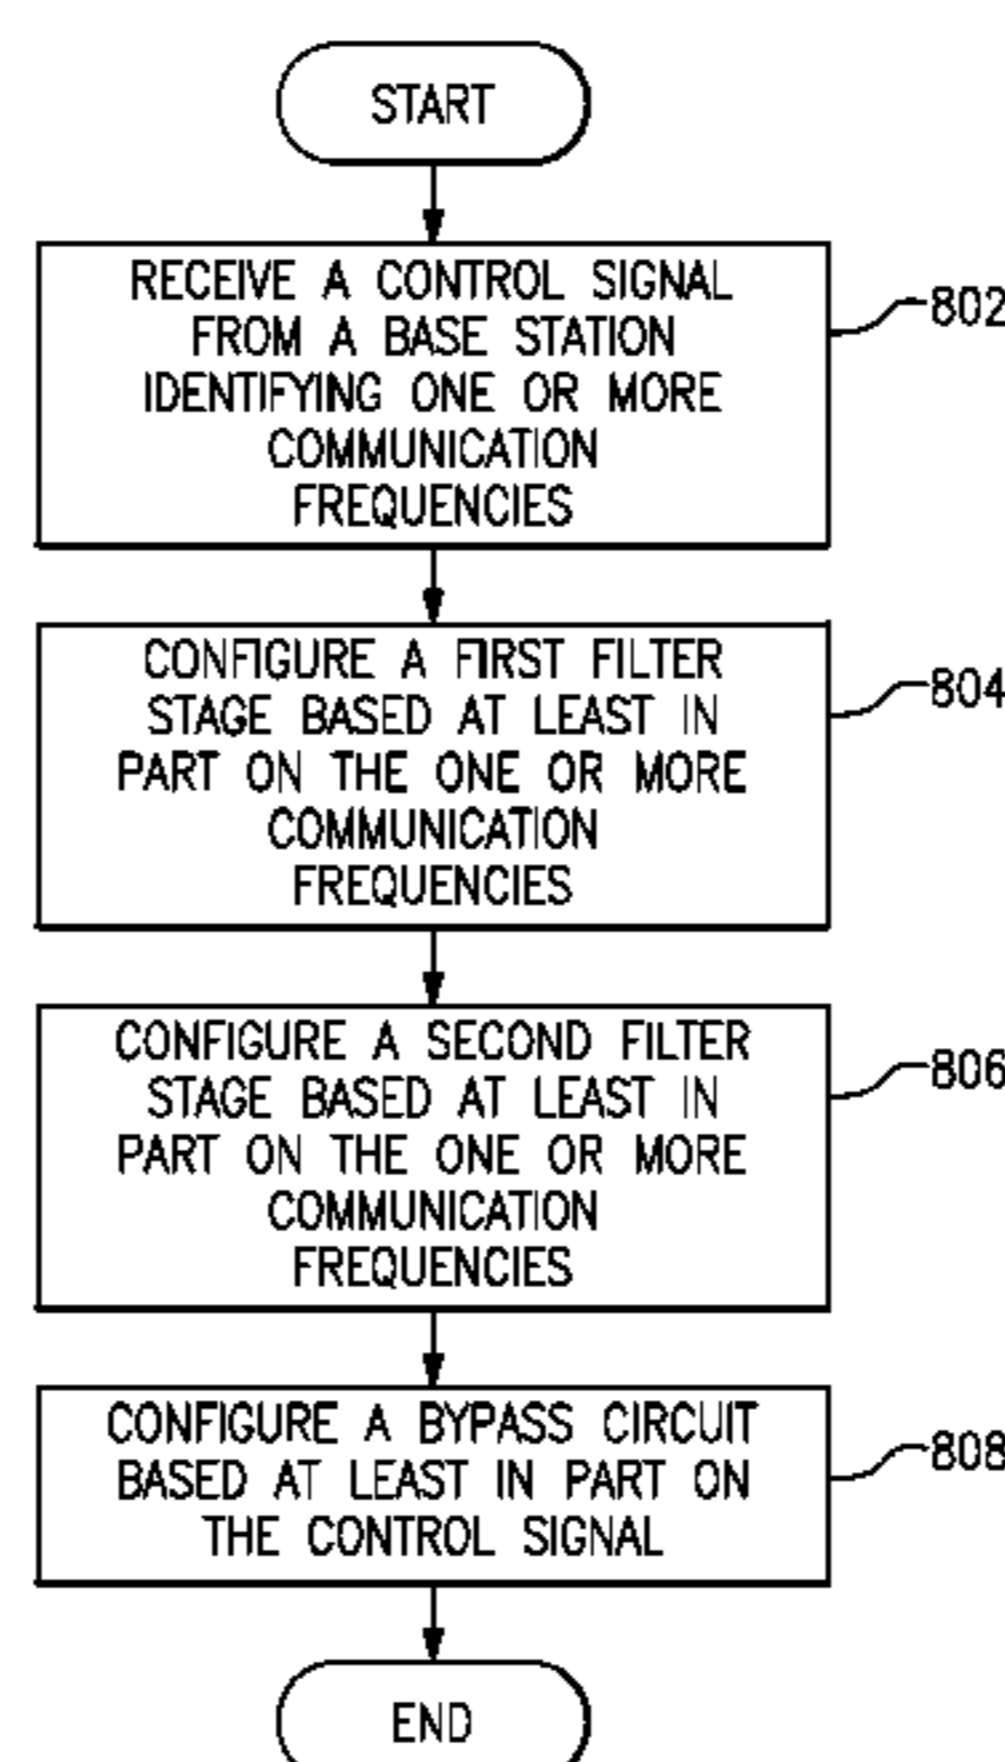 START
RECEIVE A CONTROL SIGNAL
FROM A BASE STATION
IDENTIFYING ONE OR MORE
COMMUNICATION
FREQUENCIES
802
CONFIGURE A FIRST FILTER
STAGE BASED AT LEAST IN
PART ON THE ONE OR MORE
COMMUNICATION
FREQUENCIES
804
CONFIGURE A SECOND FILTER
STAGE BASED AT LEAST IN
PART ON THE ONE OR MORE
COMMUNICATION
FREQUENCIES
806
CONFIGURE A BYPASS CIRCUIT
BASED AT LEAST IN PART ON
THE CONTROL SIGNAL
808
END